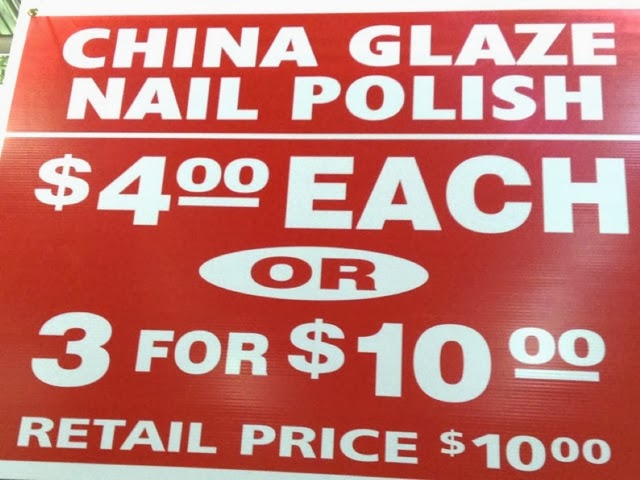 CHINA GLAZE
NAIL POLISH
$4.00 EACH
OR
3 FOR $10.00
RETAIL PRICE $10.00